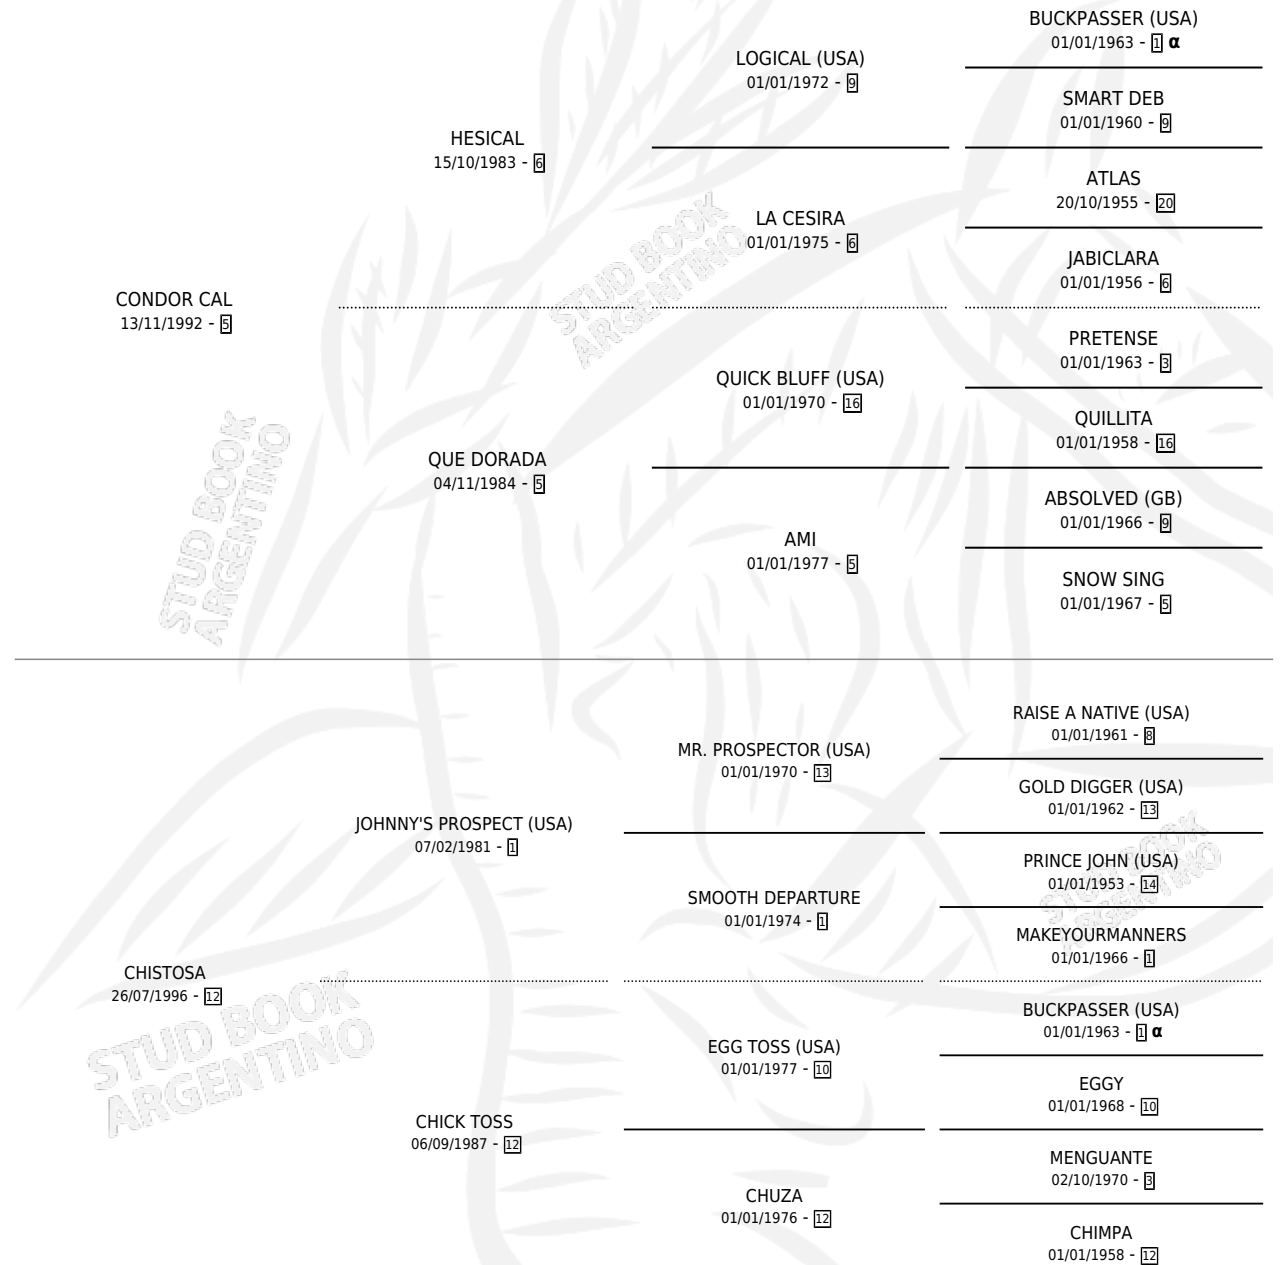 BUCKPASSER (USA)
01/01/1963 - 1 α
LOGICAL (USA)
01/01/1972 - 9
SMART DEB
01/01/1960 - 9
HESICAL
15/10/1983 - 6
ATLAS
20/10/1955 - 20
LA CESIRA
01/01/1975 - 6
JABICLARA
01/01/1956 - 6
CONDOR CAL
13/11/1992 - 5
PRETENSE
01/01/1963 - 3
QUICK BLUFF (USA)
01/01/1970 - 16
QUILLITA
01/01/1958 - 16
QUE DORADA
04/11/1984 - 5
ABSOLVED (GB)
01/01/1966 - 9
AMI
01/01/1977 - 5
SNOW SING
01/01/1967 - 5
RAISE A NATIVE (USA)
01/01/1961 - 8
MR. PROSPECTOR (USA)
01/01/1970 - 13
GOLD DIGGER (USA)
01/01/1962 - 13
JOHNNY'S PROSPECT (USA)
07/02/1981 - 1
PRINCE JOHN (USA)
01/01/1953 - 14
SMOOTH DEPARTURE
01/01/1974 - 1
MAKEYOURMANNERS
01/01/1966 - 1
CHISTOSA
26/07/1996 - 12
BUCKPASSER (USA)
01/01/1963 - 1 α
EGG TOSS (USA)
01/01/1977 - 10
EGGY
01/01/1968 - 10
CHICK TOSS
06/09/1987 - 12
MENGUANTE
02/10/1970 - 3
CHUZA
01/01/1976 - 12
CHIMPA
01/01/1958 - 12
STUD BOOK
ARGENTINO
STUD BOOK
ARGENTINO
STUD BOOK
ARGENTINO
STUD BOOK
ARGENTINO